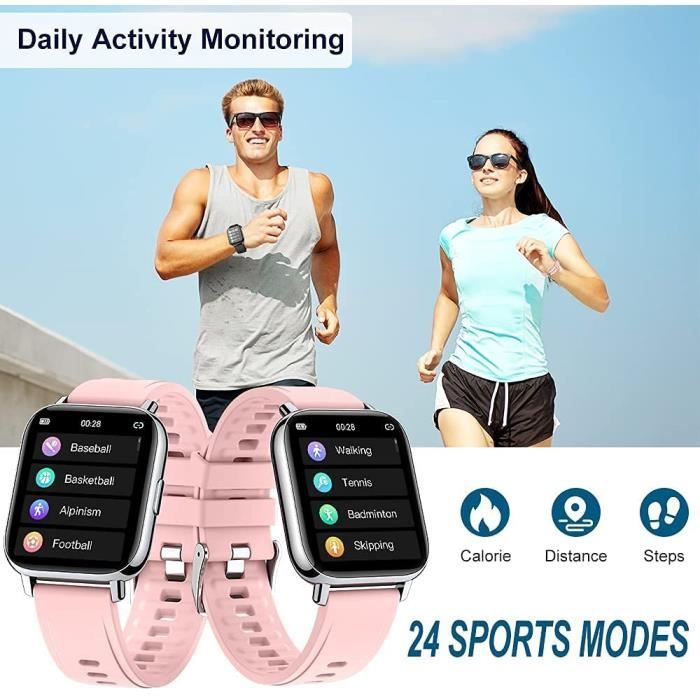 Daily Activity Monitoring
00:28
Baseball
Basketball
Alpinism
Football
00:28
Walking
Tennis
Badminton
Skipping
Calorie
Distance
Steps
24 SPORTS MODES